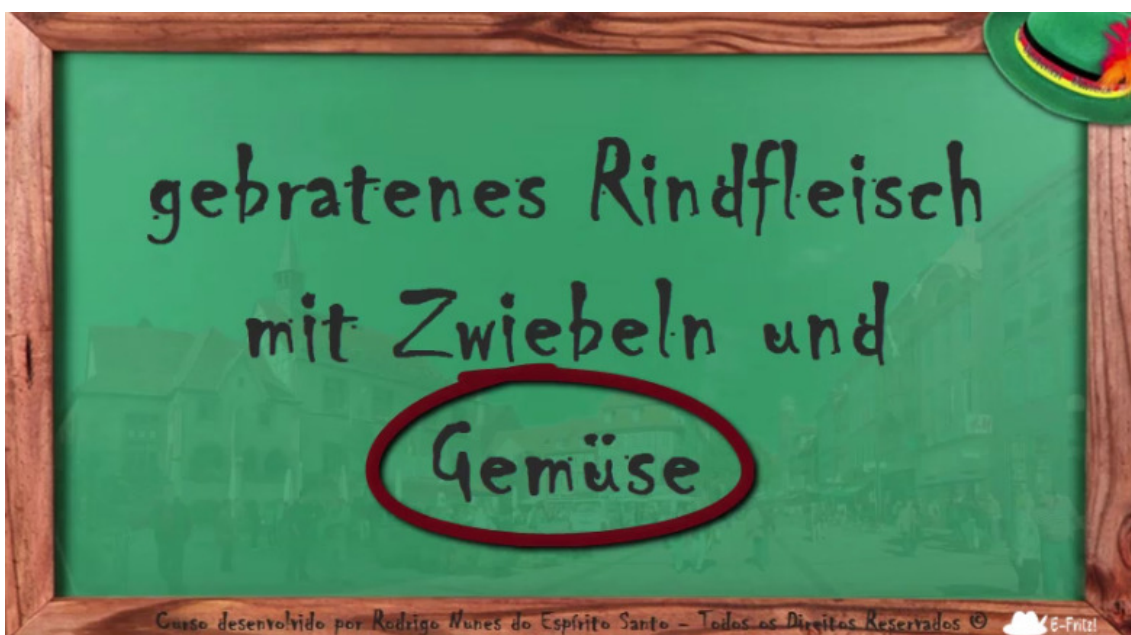 gebratenes Rindfleisch
mit Zwiebeln und
Gemüse
Curso desenvolvido por Rodrigo Nunes do Espírito Santo - Todos os Direitos Reservados ©
E-Fritz!